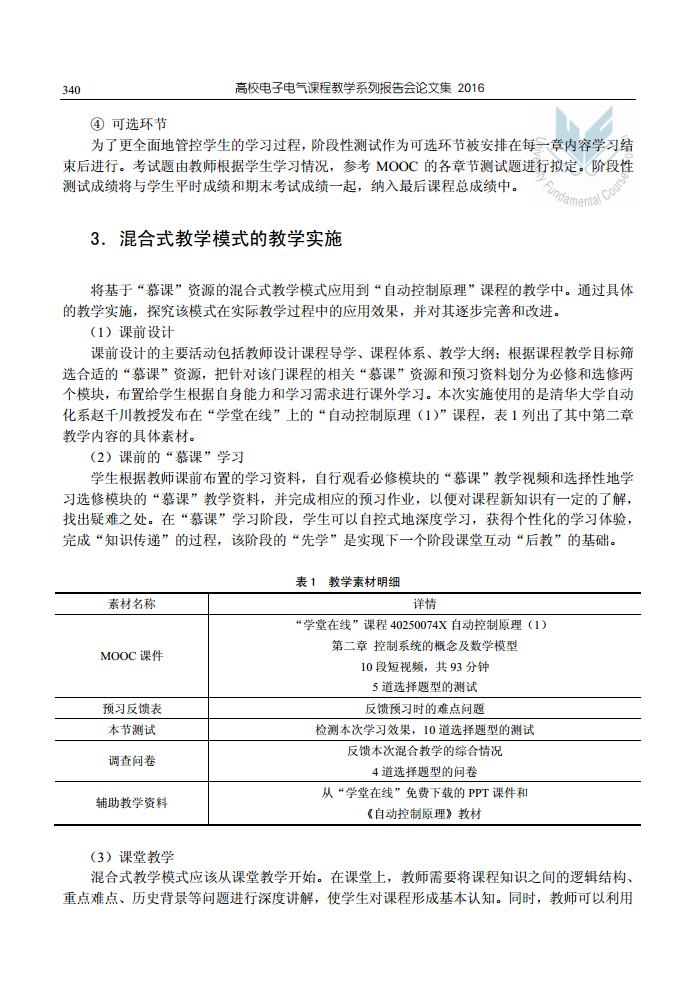 340
高校电子电气课程教学系列报告会论文集 2016
④ 可选环节
为了更全面地管控学生的学习过程，阶段性测试作为可选环节被安排在每一章内容学习结
束后进行。考试题由教师根据学生学习情况，参考 MOOC 的各章节测试题进行拟定。阶段性
测试成绩将与学生平时成绩和期末考试成绩一起，纳入最后课程总成绩中。
3．混合式教学模式的教学实施
将基于“慕课”资源的混合式教学模式应用到“自动控制原理”课程的教学中。通过具体
的教学实施，探究该模式在实际教学过程中的应用效果，并对其逐步完善和改进。
（1）课前设计
课前设计的主要活动包括教师设计课程导学、课程体系、教学大纲；根据课程教学目标筛
选合适的“慕课”资源，把针对该门课程的相关“慕课”资源和预习资料划分为必修和选修两
个模块，布置给学生根据自身能力和学习需求进行课外学习。本次实施使用的是清华大学自动
化系赵千川教授发布在“学堂在线”上的“自动控制原理（1）”课程，表 1 列出了其中第二章
教学内容的具体素材。
（2）课前的“慕课”学习
学生根据教师课前布置的学习资料，自行观看必修模块的“慕课”教学视频和选择性地学
习选修模块的“慕课”教学资料，并完成相应的预习作业，以便对课程新知识有一定的了解，
找出疑难之处。在“慕课”学习阶段，学生可以自控式地深度学习，获得个性化的学习体验，
完成“知识传递”的过程，该阶段的“先学”是实现下一个阶段课堂互动“后教”的基础。
表 1 教学素材明细
素材名称 详情
MOOC 课件
“学堂在线”课程 40250074X 自动控制原理（1）
第二章 控制系统的概念及数学模型
10 段短视频，共 93 分钟
5 道选择题型的测试
预习反馈表 反馈预习时的难点问题
本节测试 检测本次学习效果，10 道选择题型的测试
调查问卷
反馈本次混合教学的综合情况
4 道选择题型的问卷
辅助教学资料
从“学堂在线”免费下载的 PPT 课件和
《自动控制原理》教材
（3）课堂教学
混合式教学模式应该从课堂教学开始。在课堂上，教师需要将课程知识之间的逻辑结构、
重点难点、历史背景等问题进行深度讲解，使学生对课程形成基本认知。同时，教师可以利用